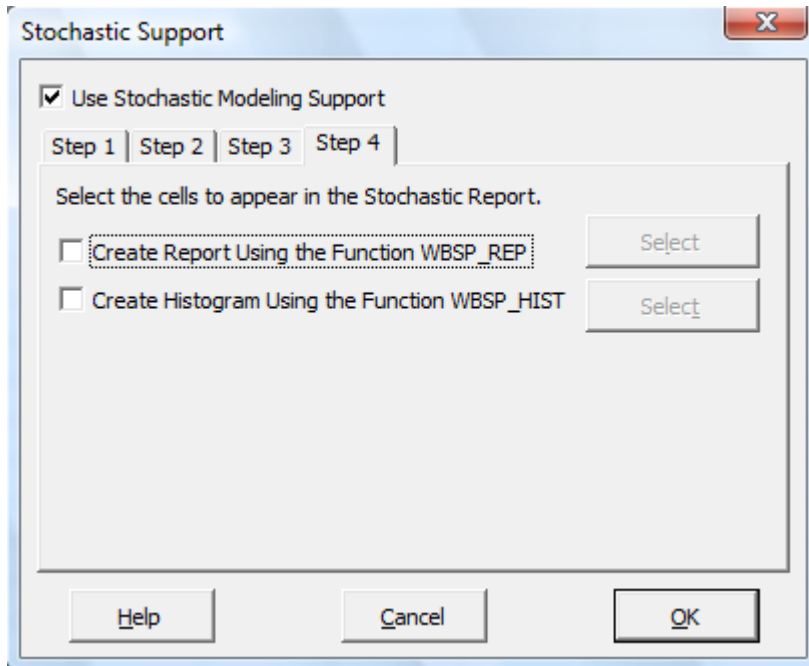 Stochastic Support
Use Stochastic Modeling Support
Step 1 Step 2 Step 3 Step 4
Select the cells to appear in the Stochastic Report.
Create Report Using the Function WBSP_REP Select
Create Histogram Using the Function WBSP_HIST Select
Help Cancel OK